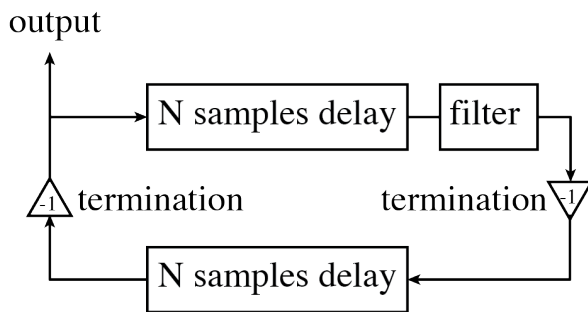 output
N samples delay
filter
-1
termination
termination
-1
N samples delay